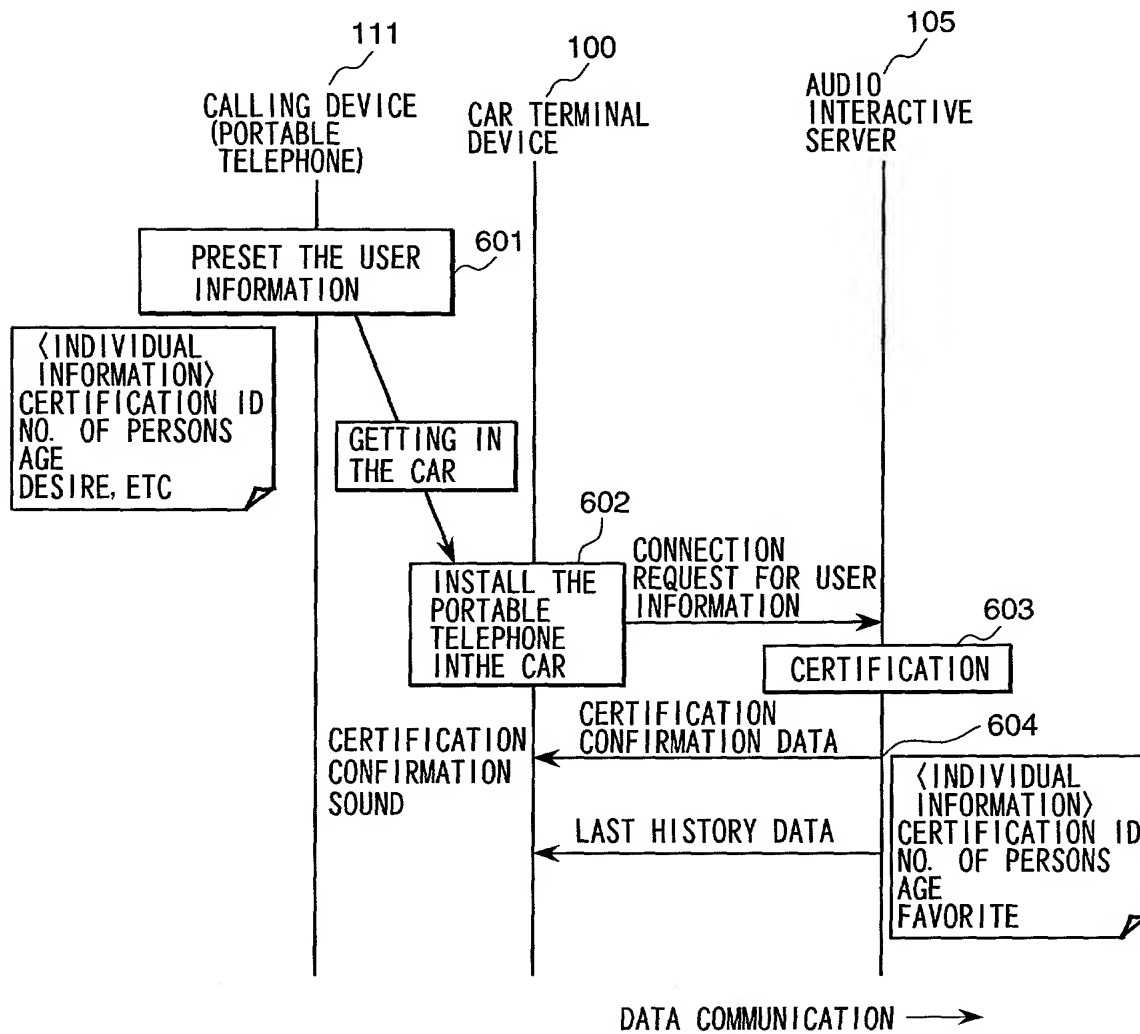 111
100
105
CALLING DEVICE
(PORTABLE
TELEPHONE)
CAR TERMINAL
DEVICE
AUDIO
INTERACTIVE
SERVER
PRESET THE USER
INFORMATION
601
<INDIVIDUAL
INFORMATION>
CERTIFICATION ID
NO. OF PERSONS
AGE
DESIRE, ETC
GETTING IN
THE CAR
602
INSTALL THE
PORTABLE
TELEPHONE
INTHE CAR
CONNECTION
REQUEST FOR USER
INFORMATION
603
CERTIFICATION
CERTIFICATION
CONFIRMATION DATA
604
CERTIFICATION
CONFIRMATION
SOUND
LAST HISTORY DATA
<INDIVIDUAL
INFORMATION>
CERTIFICATION ID
NO. OF PERSONS
AGE
FAVORITE
DATA COMMUNICATION